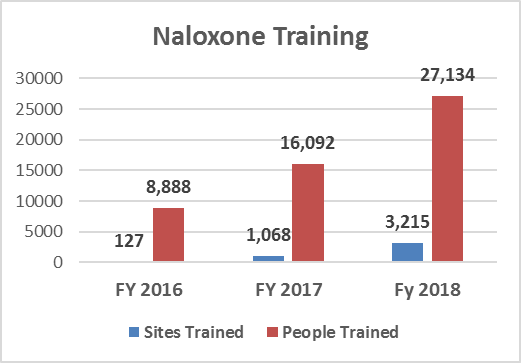 Naloxone Training
30000
25000
20000
15000
10000
5000
0
127
8,888
1,068
16,092
3,215
27,134
FY 2016
FY 2017
Fy 2018
Sites Trained
People Trained